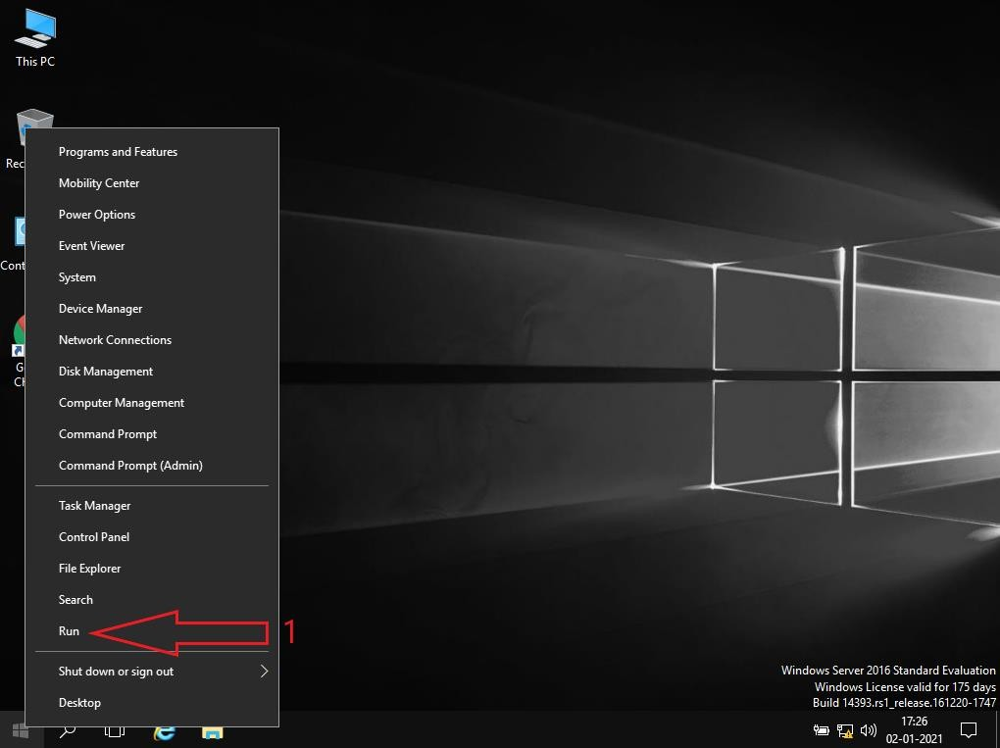 This PC
Rec
Cont
G
Ch
Programs and Features
Mobility Center
Power Options
Event Viewer
System
Device Manager
Network Connections
Disk Management
Computer Management
Command Prompt
Command Prompt (Admin)
Task Manager
Control Panel
File Explorer
Search
Run
1
Shut down or sign out
Desktop
Windows Server 2016 Standard Evaluation
Windows License valid for 175 days
Build 14393.rs1_release.161220-1747
17:26
02-01-2021